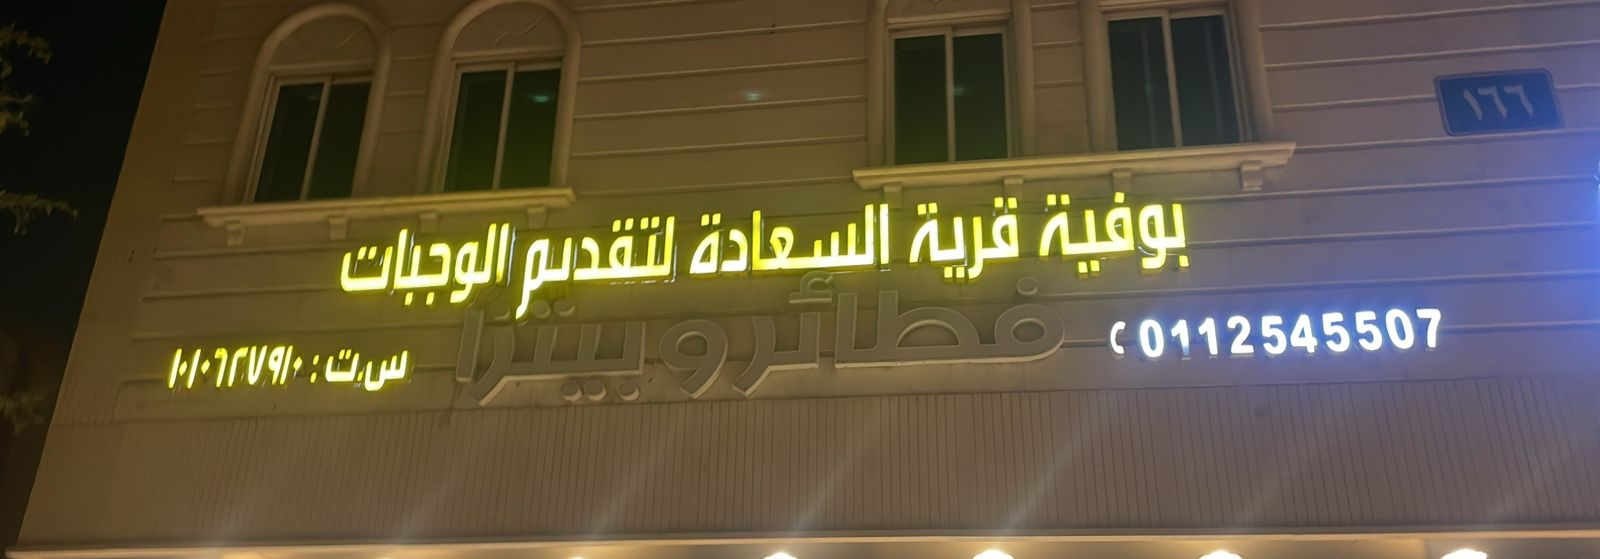 ١٦٦
بوفية قرية السعادة لتقديم الوجبات
فطائر وبيتزا
0112545507
س.ت : ١٠١٠٦٢٧٩١٠